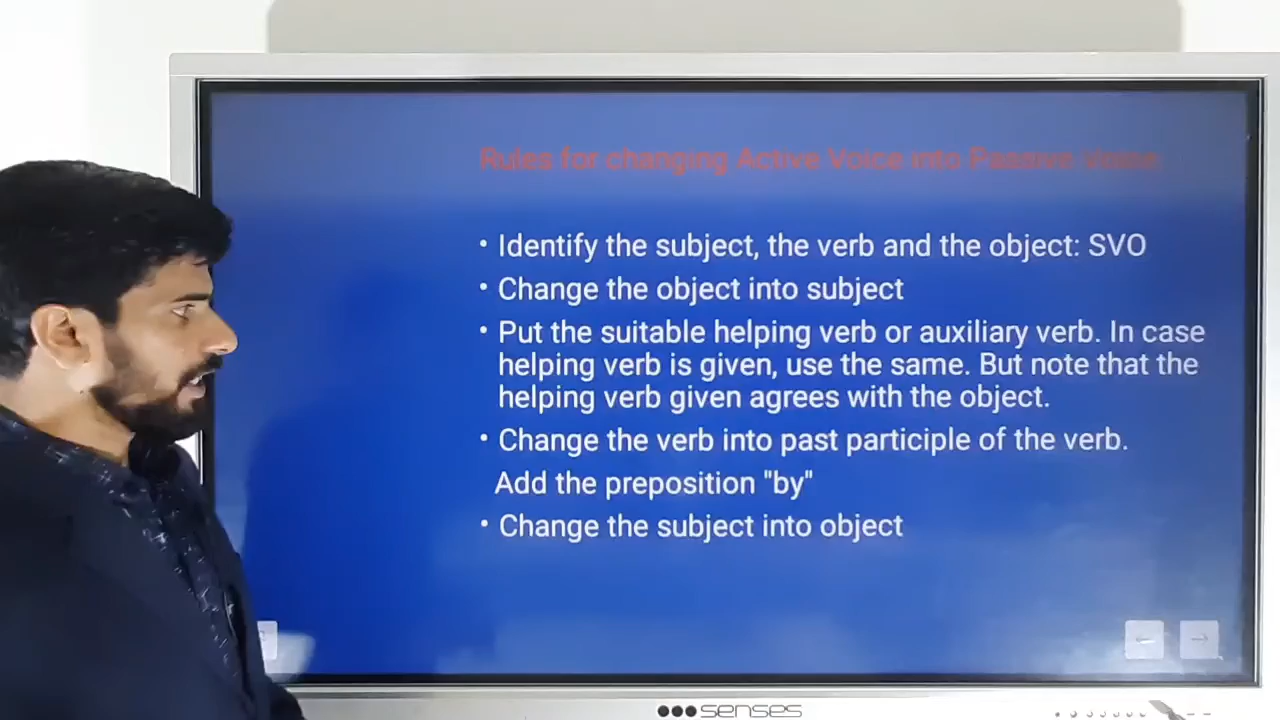 Rules for changing Active Voice into Passive Voice.
• Identify the subject, the verb and the object: SVO
• Change the object into subject
• Put the suitable helping verb or auxiliary verb. In case
helping verb is given, use the same. But note that the
helping verb given agrees with the object.
• Change the verb into past participle of the verb.
Add the preposition "by"
• Change the subject into object
senses